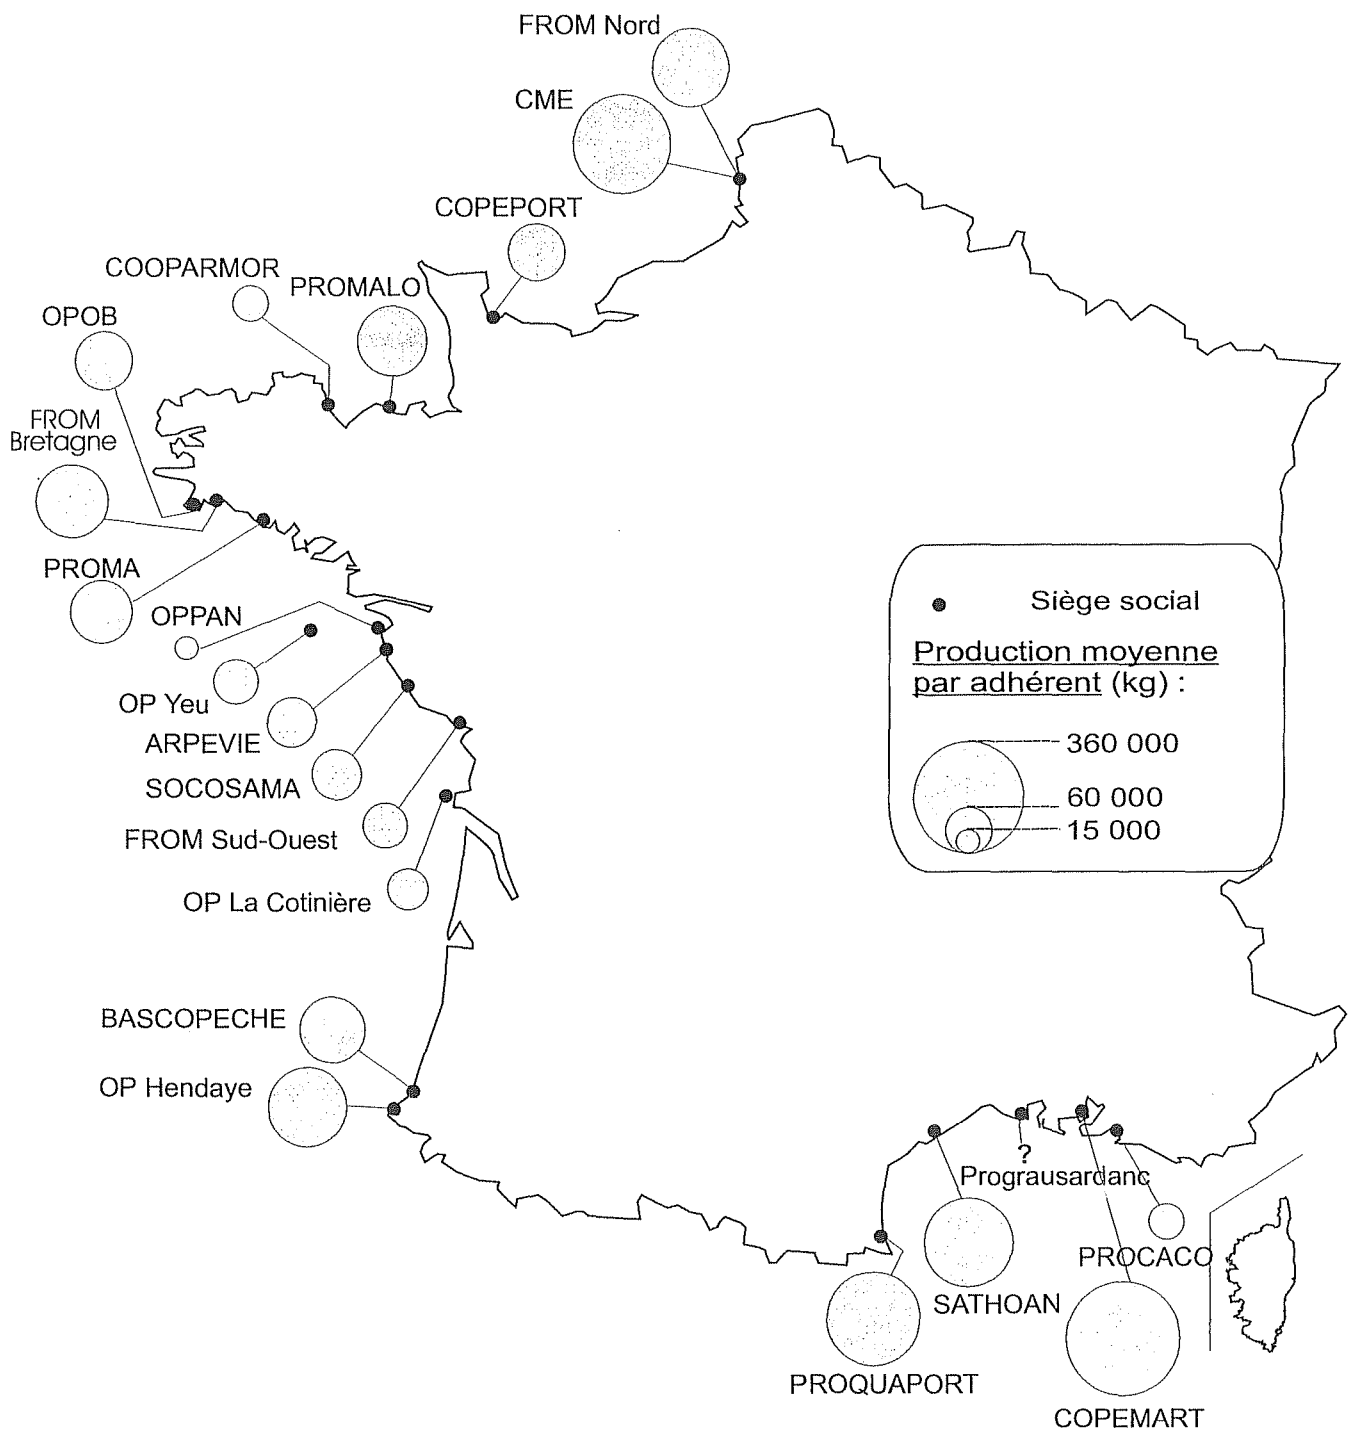 FROM Nord
CME
COPEPORT
COOPARMOR
PROMALO
OPOB
FROM
Bretagne
PROMA
OPPAN
OP Yeu
ARPEVIE
SOCOSAMA
FROM Sud-Ouest
OP La Cotinière
BASCOPECHE
OP Hendaye
Siège social
Production moyenne
par adhérent (kg) :
360 000
60 000
15 000
?
Prograusardanc
PROCACO
SATHOAN
PROQUAPORT
COPEMART